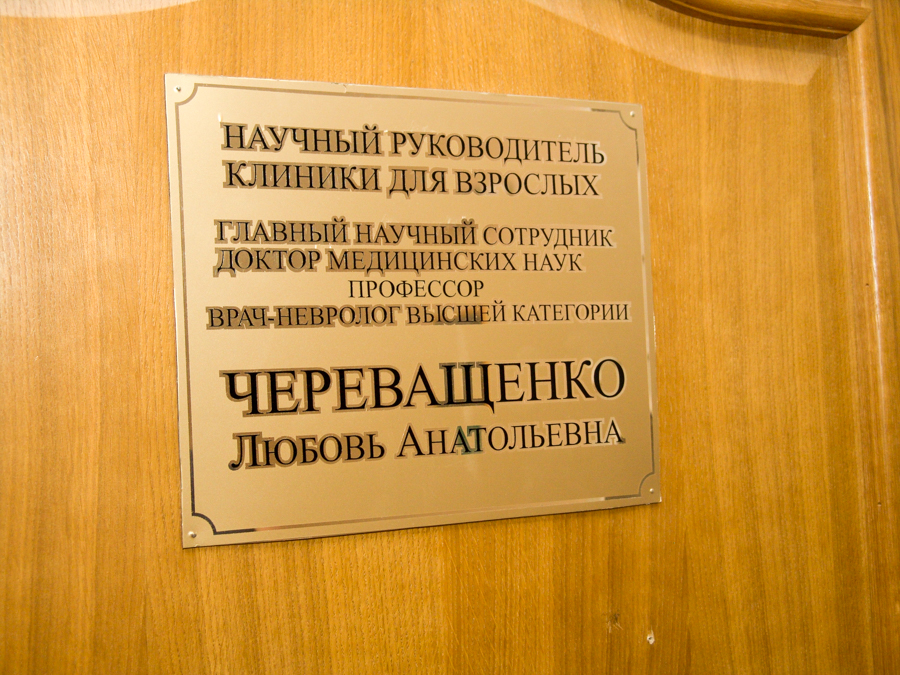 НАУЧНЫЙ РУКОВОДИТЕЛЬ
КЛИНИКИ ДЛЯ ВЗРОСЛЫХ
ГЛАВНЫЙ НАУЧНЫЙ СОТРУДНИК
ДОКТОР МЕДИЦИНСКИХ НАУК
ПРОФЕССОР
ВРАЧ-НЕВРОЛОГ ВЫСШЕЙ КАТЕГОРИИ
ЧЕРЕВАЩЕНКО
ЛЮБОВЬ АНАТОЛЬЕВНА